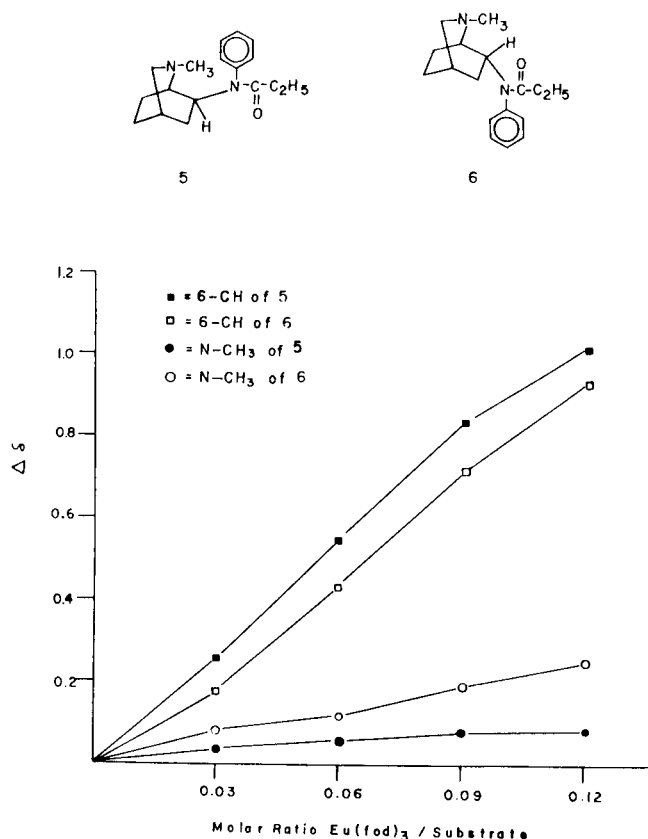 N-CH₃
N-C-C₂H₅
H
O
5
N-CH₃
H
O
N-C-C₂H₅
6
1.2
1.0
0.8
0.6
0.4
0.2
Δ δ
■ = 6-CH of 5
□ = 6-CH of 6
● = N-CH₃ of 5
○ = N-CH₃ of 6
0.03 0.06 0.09 0.12
Molar Ratio Eu(fod)₃ / Substrate